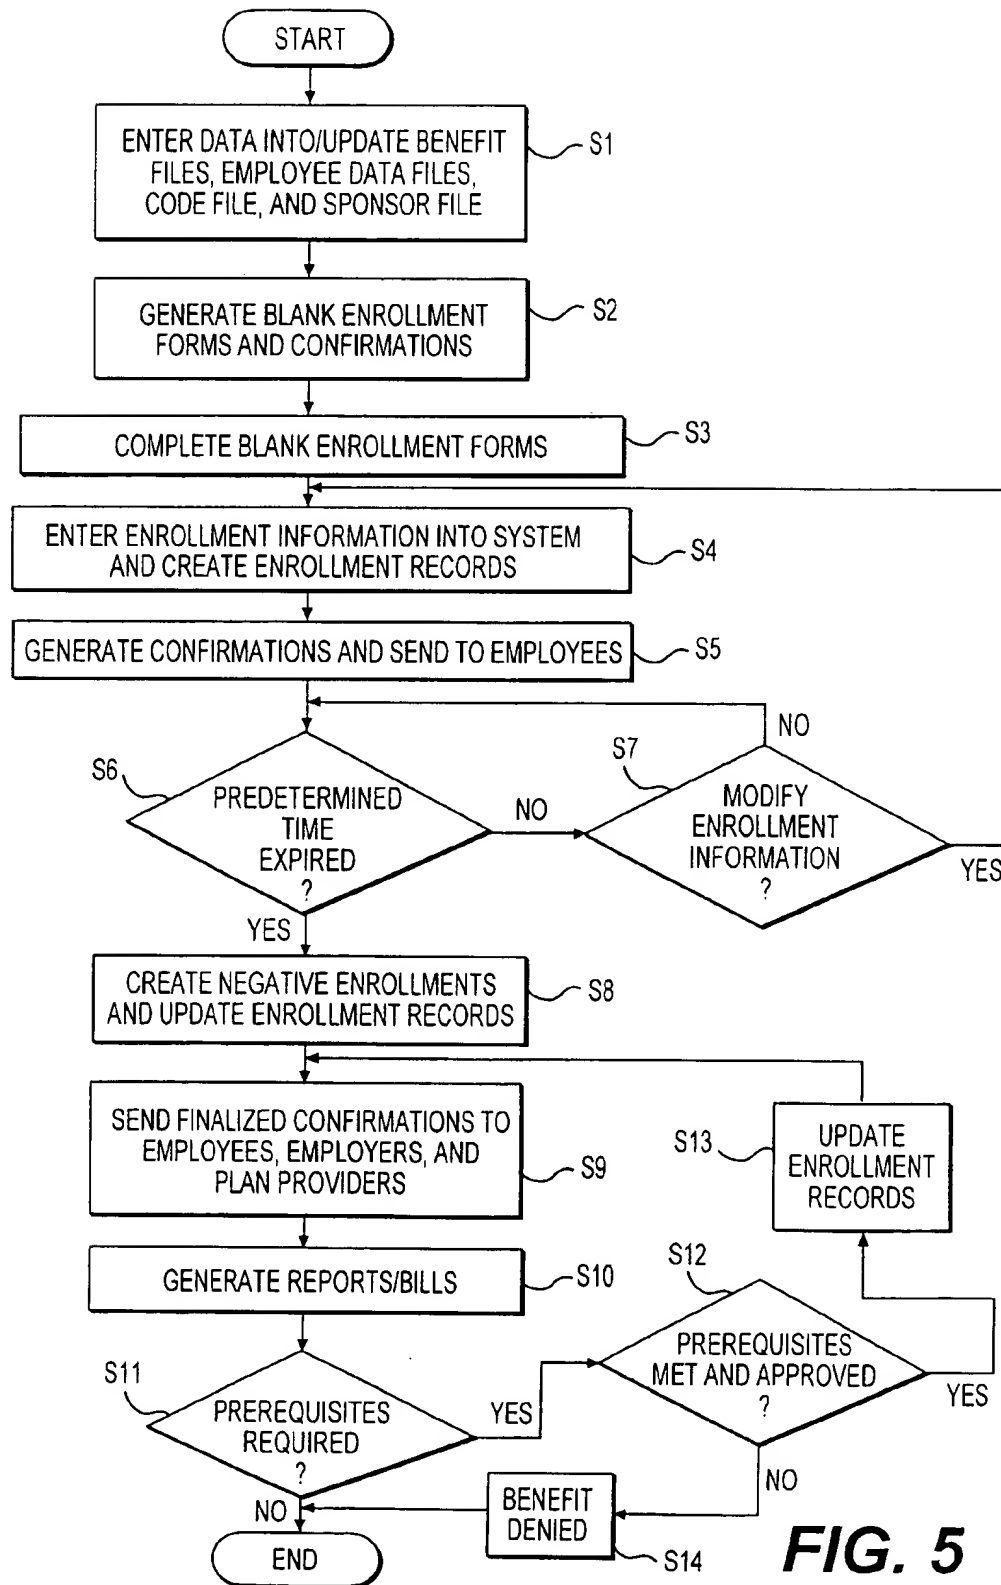 START
ENTER DATA INTO/UPDATE BENEFIT
FILES, EMPLOYEE DATA FILES,
CODE FILE, AND SPONSOR FILE
S1
GENERATE BLANK ENROLLMENT
FORMS AND CONFIRMATIONS
S2
COMPLETE BLANK ENROLLMENT FORMS
S3
ENTER ENROLLMENT INFORMATION INTO SYSTEM
AND CREATE ENROLLMENT RECORDS
S4
GENERATE CONFIRMATIONS AND SEND TO EMPLOYEES
S5
S6
PREDETERMINED
TIME
EXPIRED
?
NO
YES
S7
MODIFY
ENROLLMENT
INFORMATION
?
NO
YES
CREATE NEGATIVE ENROLLMENTS
AND UPDATE ENROLLMENT RECORDS
S8
SEND FINALIZED CONFIRMATIONS TO
EMPLOYEES, EMPLOYERS, AND
PLAN PROVIDERS
S9
S13
UPDATE
ENROLLMENT
RECORDS
GENERATE REPORTS/BILLS
S10
S11
PREREQUISITES
REQUIRED
?
YES
NO
S12
PREREQUISITES
MET AND APPROVED
?
YES
NO
BENEFIT
DENIED
S14
END
FIG. 5